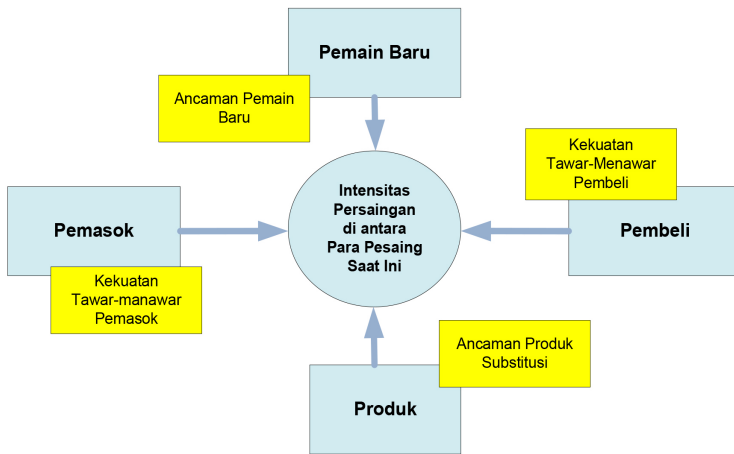 Pemain Baru
Ancaman Pemain
Baru
Kekuatan
Tawar-Menawar
Pembeli
Intensitas
Persaingan
di antara
Para Pesaing
Saat Ini
Pemasok
Pembeli
Kekuatan
Tawar-manawar
Pemasok
Ancaman Produk
Substitusi
Produk